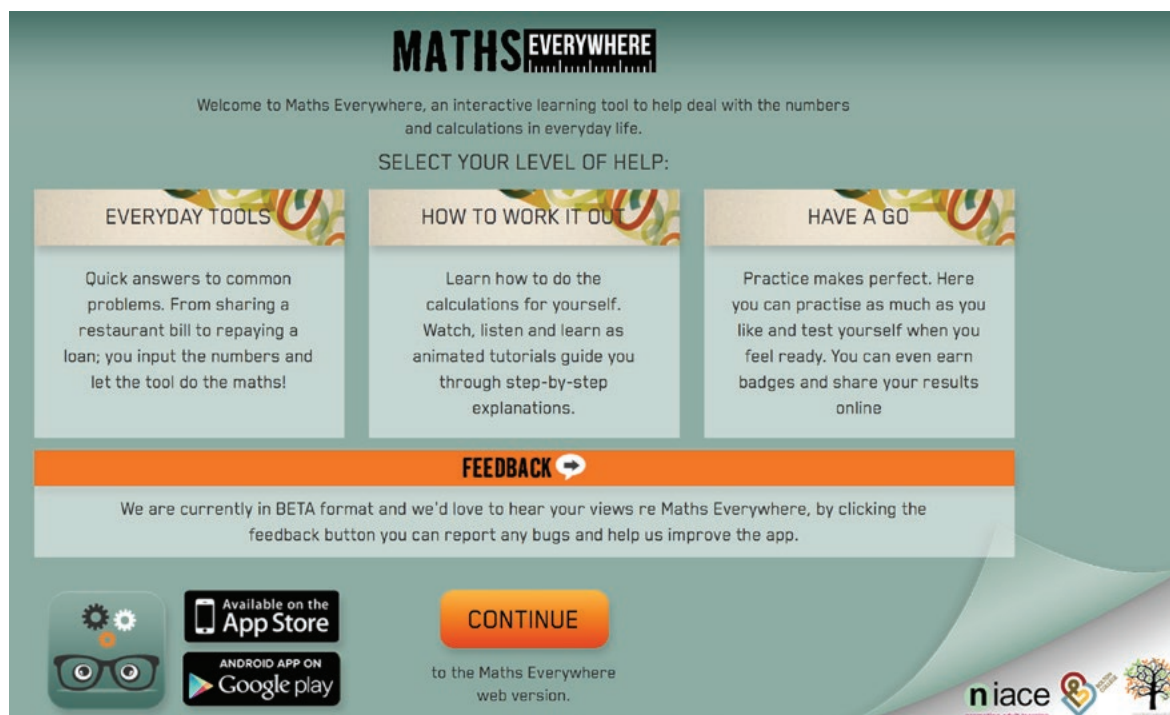 MATHS EVERYWHERE
Welcome to Maths Everywhere, an interactive learning tool to help deal with the numbers
and calculations in everyday life.
SELECT YOUR LEVEL OF HELP:
EVERYDAY TOOLS
Quick answers to common
problems. From sharing a
restaurant bill to repaying a
loan; you input the numbers and
let the tool do the maths!
HOW TO WORK IT OUT
Learn how to do the
calculations for yourself.
Watch, listen and learn as
animated tutorials guide you
through step-by-step
explanations.
HAVE A GO
Practice makes perfect. Here
you can practise as much as you
like and test yourself when you
feel ready. You can even earn
badges and share your results
online
FEEDBACK
We are currently in BETA format and we'd love to hear your views re Maths Everywhere, by clicking the
feedback button you can report any bugs and help us improve the app.
Available on the
App Store
ANDROID APP ON
Google play
CONTINUE
to the Maths Everywhere
web version.
niace